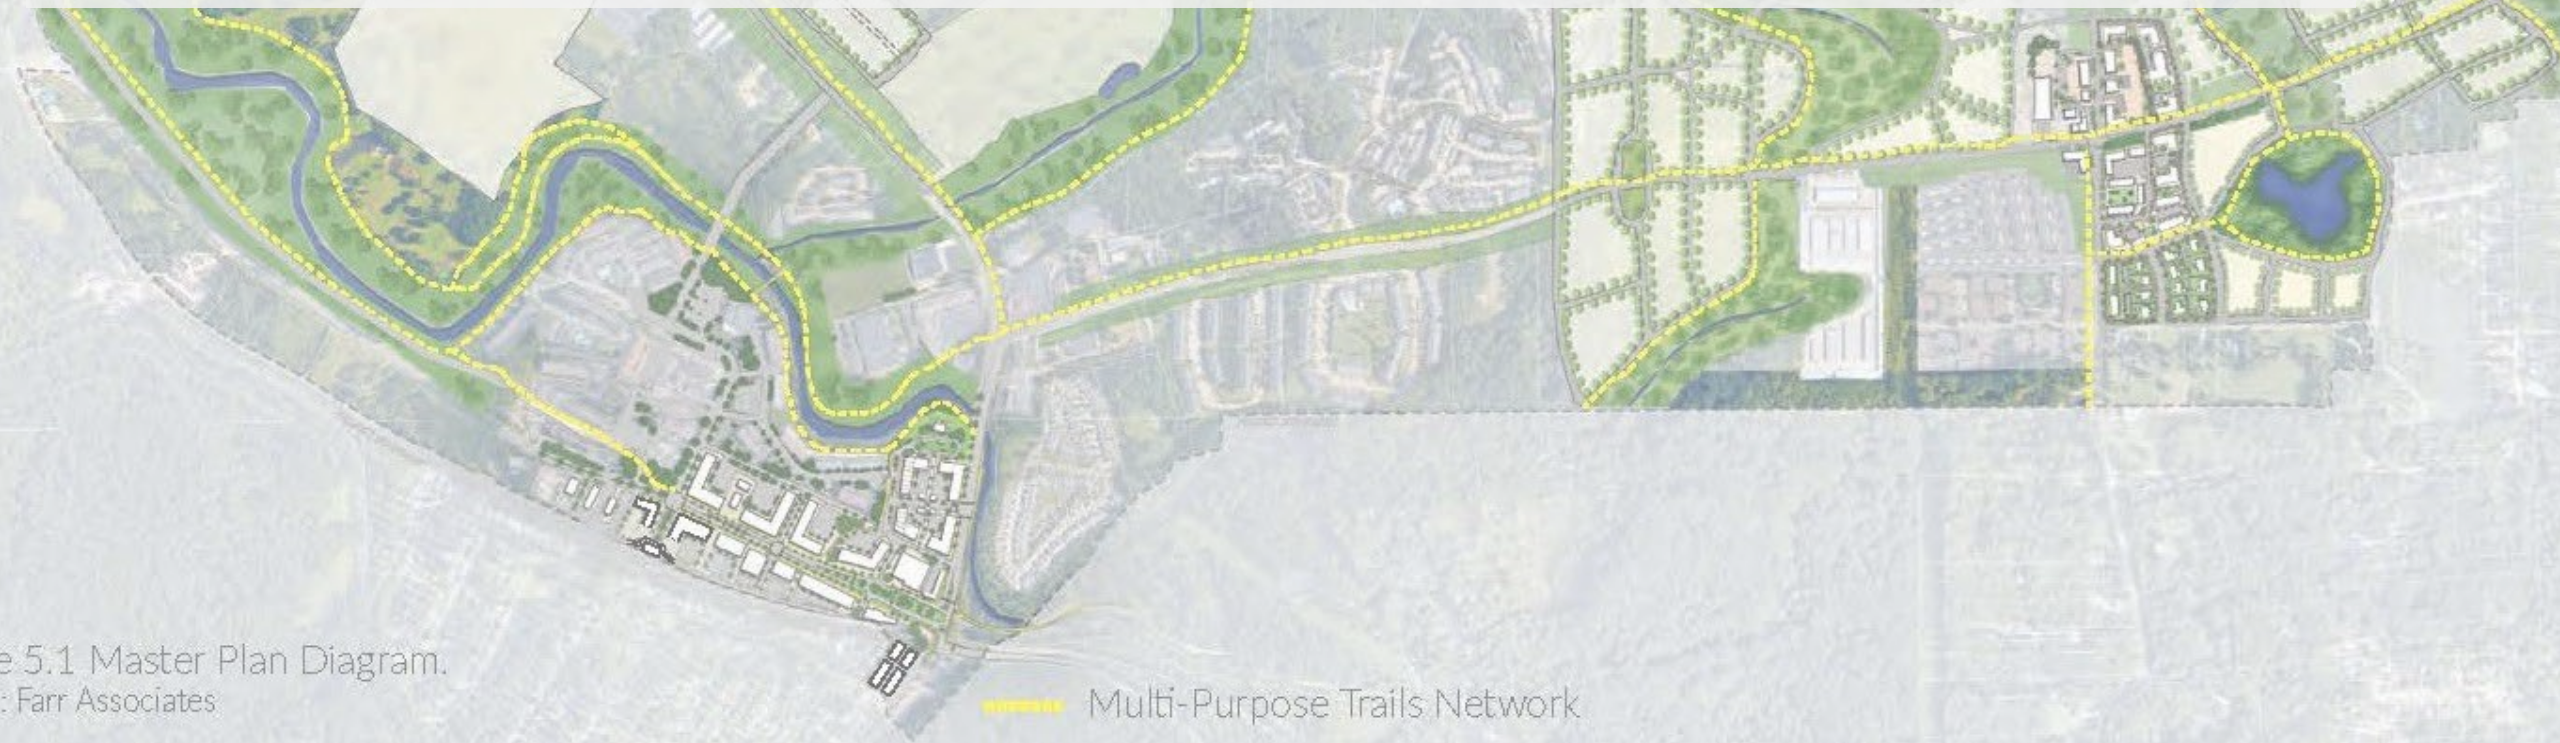 e 5.1 Master Plan Diagram.
: Farr Associates
Multi-Purpose Trails Network